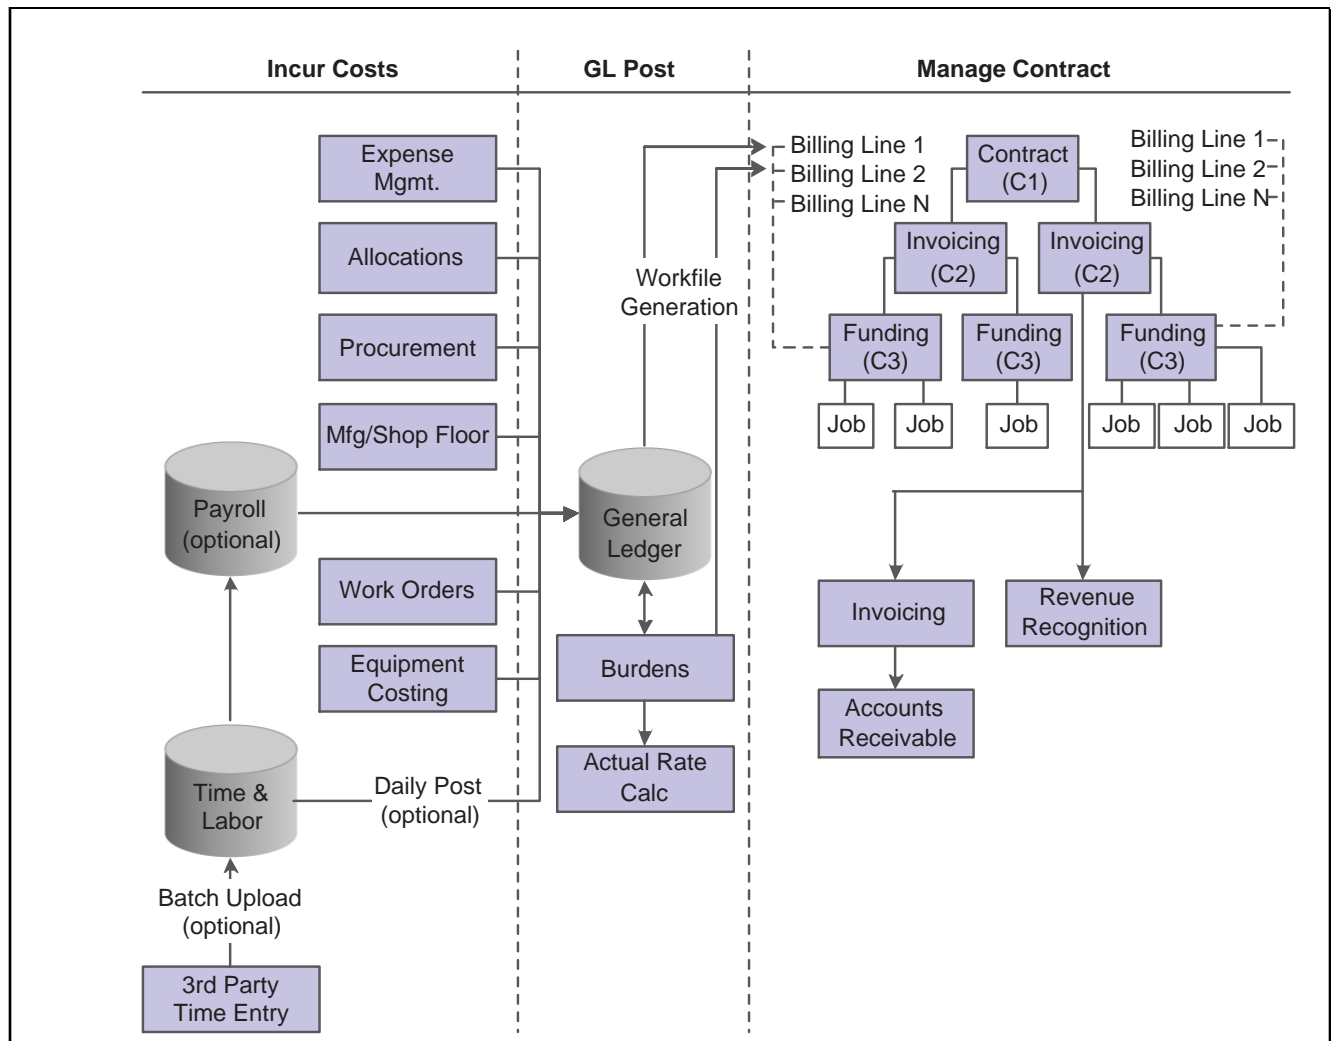 Incur Costs
GL Post
Manage Contract
Expense
Mgmt.
Allocations
Procurement
Mfg/Shop Floor
Payroll
(optional)
Work Orders
Equipment
Costing
Time &
Labor
Daily Post
(optional)
Batch Upload
(optional)
3rd Party
Time Entry
Workfile
Generation
General
Ledger
Burdens
Actual Rate
Calc
Billing Line 1
Billing Line 2
Billing Line N
Contract
(C1)
Billing Line 1
Billing Line 2
Billing Line N
Invoicing
(C2)
Invoicing
(C2)
Funding
(C3)
Funding
(C3)
Funding
(C3)
Job
Job
Job
Job
Job
Job
Invoicing
Revenue
Recognition
Accounts
Receivable